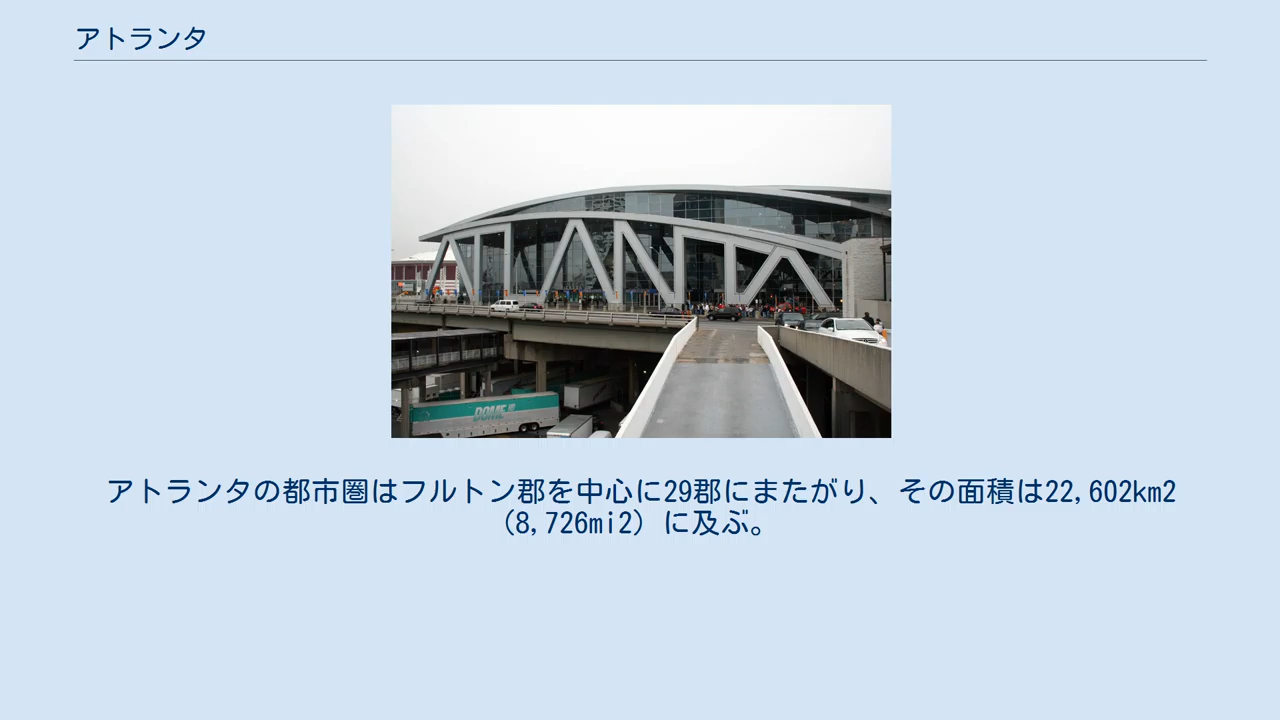 アトランタ
DOME
アトランタの都市圏はフルトン郡を中心に29郡にまたがり、その面積は22,602km2
(8,726mi2) に及ぶ。